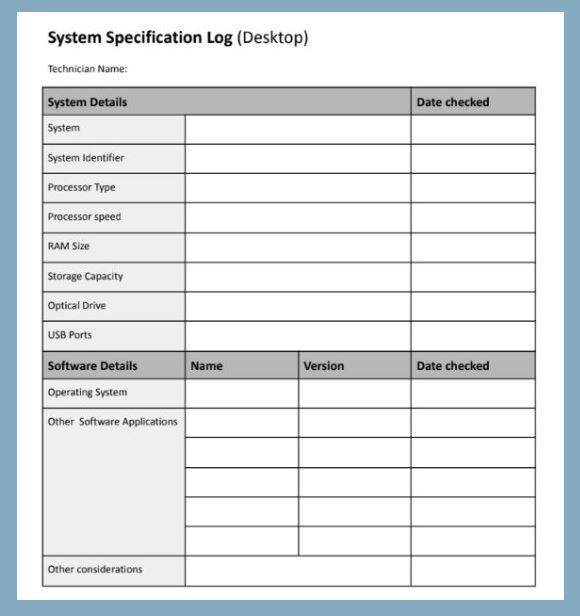 System Specification Log (Desktop)
Technician Name:
System Details Date checked
System
System Identifier
Processor Type
Processor speed
RAM Size
Storage Capacity
Optical Drive
USB Ports
Software Details Name Version Date checked
Operating System
Other Software Applications
Other considerations